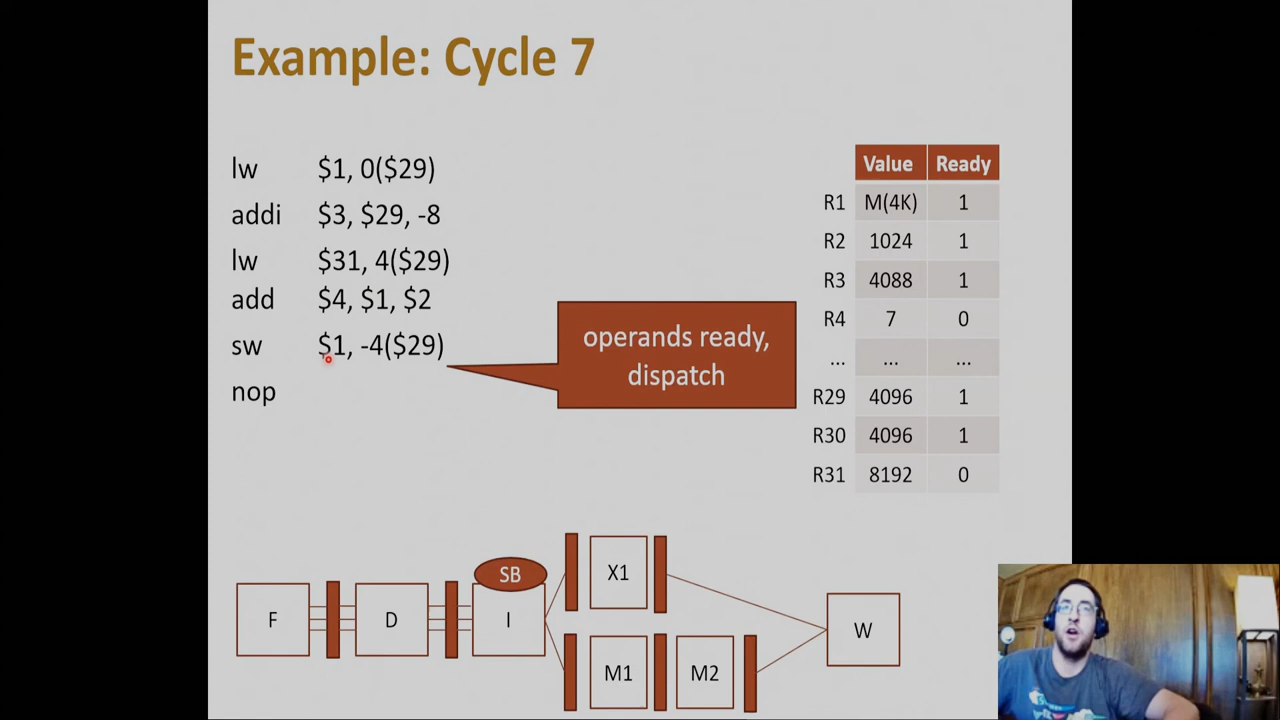 Example: Cycle 7
lw $1, 0($29)
addi $3, $29, -8
lw $31, 4($29)
add $4, $1, $2
sw $1, -4($29)
nop
operands ready,
dispatch
Value Ready
R1 M(4K) 1
R2 1024 1
R3 4088 1
R4 7 0
... ... ...
R29 4096 1
R30 4096 1
R31 8192 0
SB
F D I X1 M1 M2 W